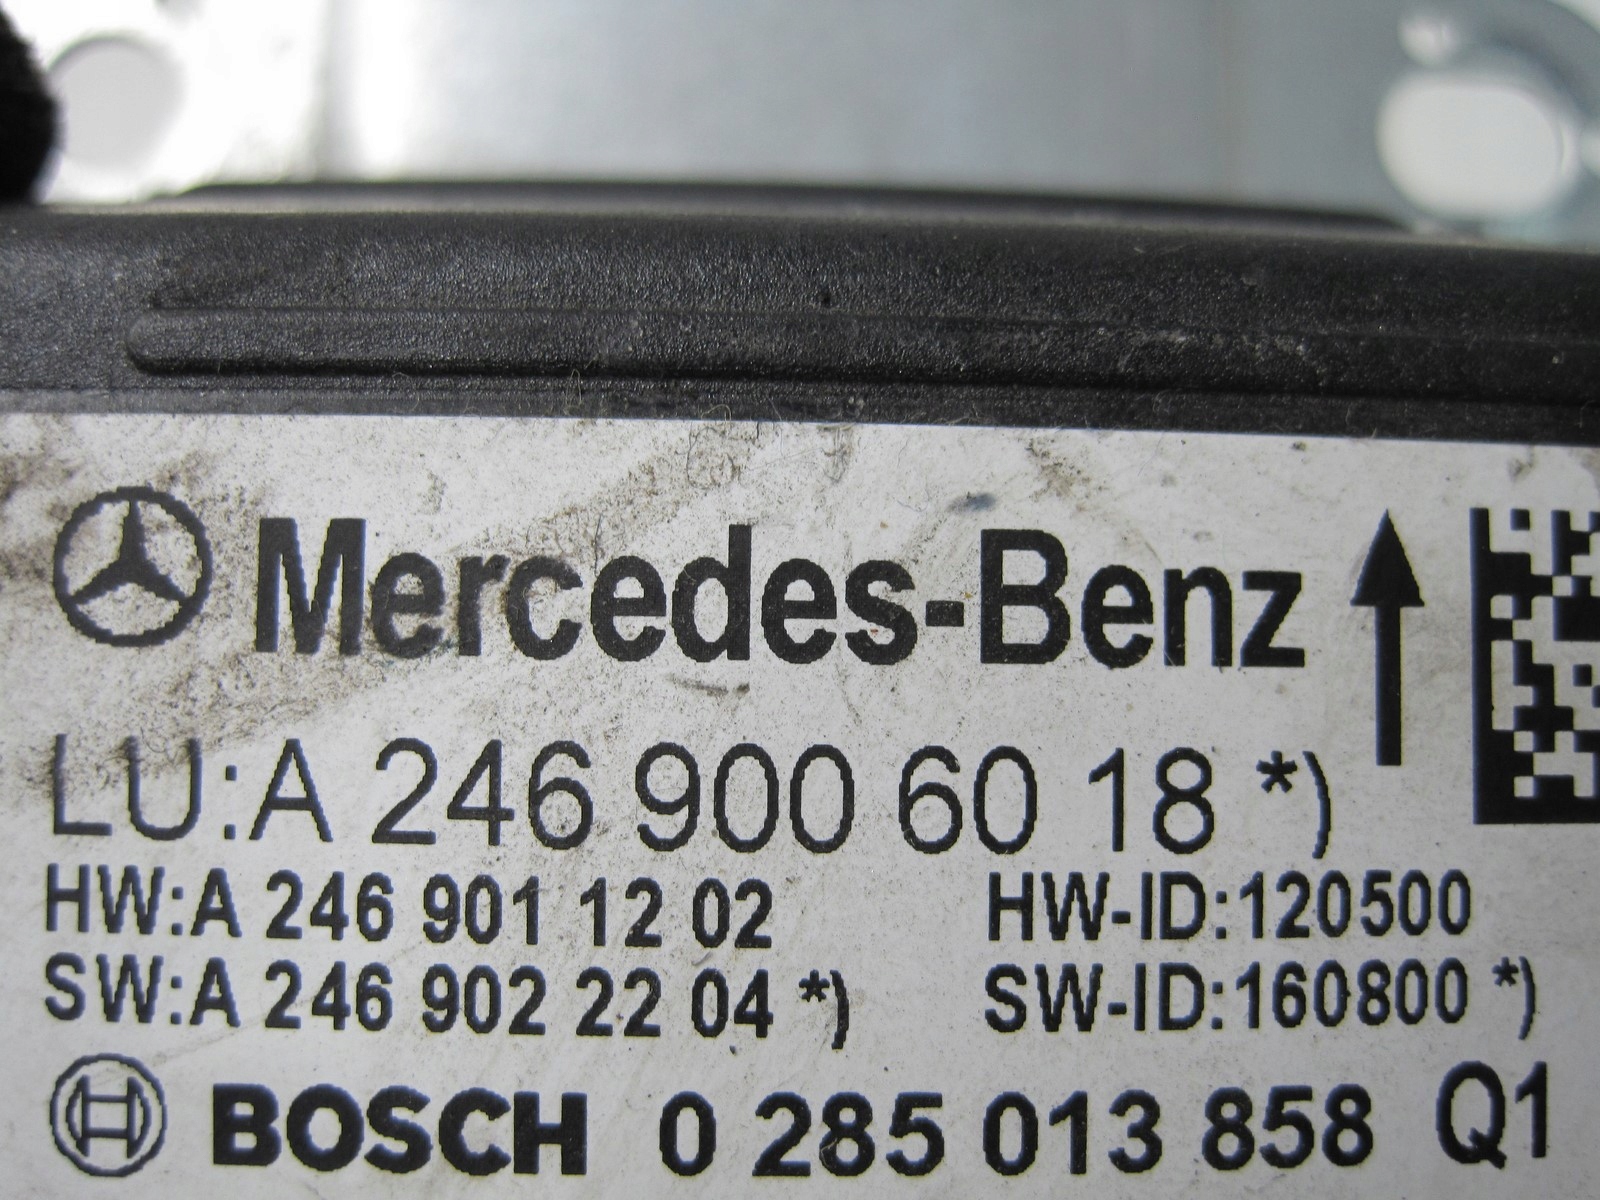 Mercedes-Benz
LU:A 246 900 60 18 *)
HW:A 246 901 12 02 HW-ID:120500
SW:A 246 902 22 04 *) SW-ID:160800 *)
BOSCH 0 285 013 858 Q1